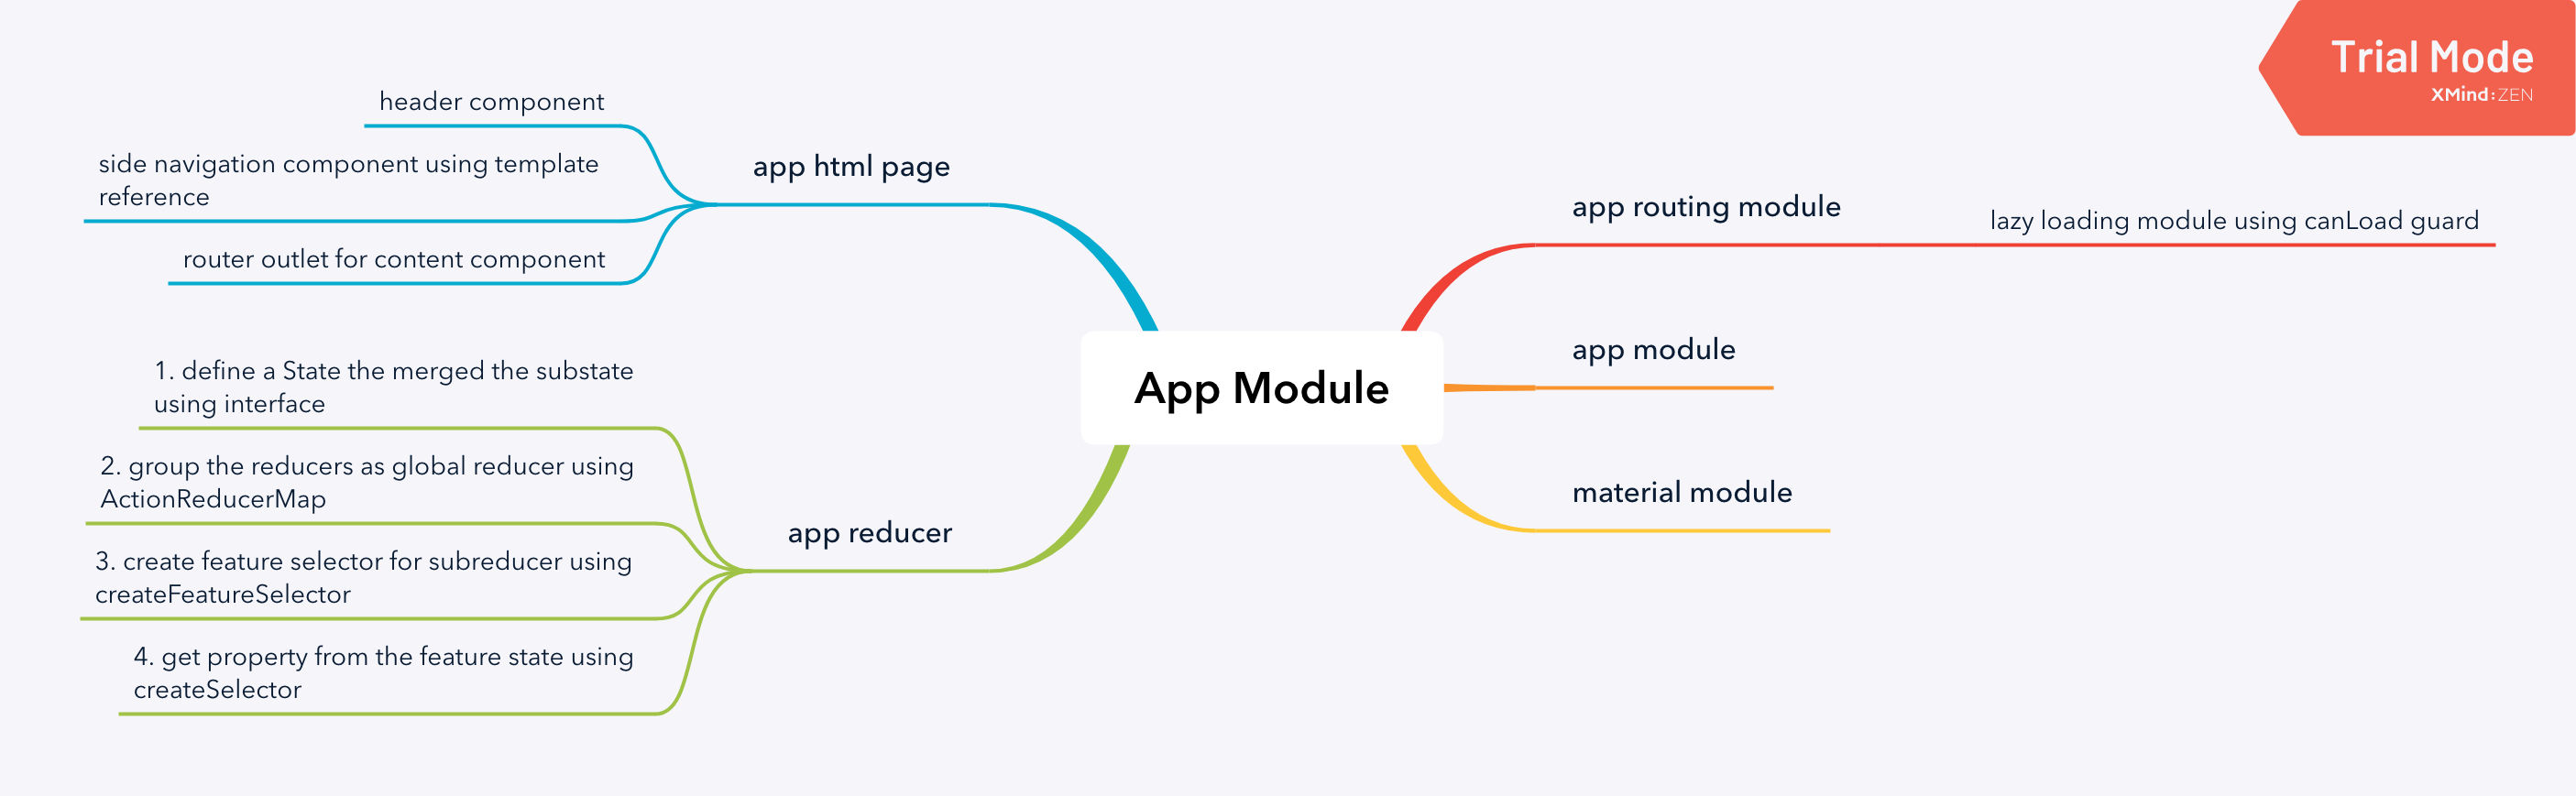 Trial Mode
XMind:ZEN
header component
side navigation component using template
reference
router outlet for content component
app html page
1. define a State the merged the substate
using interface
2. group the reducers as global reducer using
ActionReducerMap
3. create feature selector for subreducer using
createFeatureSelector
4. get property from the feature state using
createSelector
app reducer
App Module
app routing module
lazy loading module using canLoad guard
app module
material module